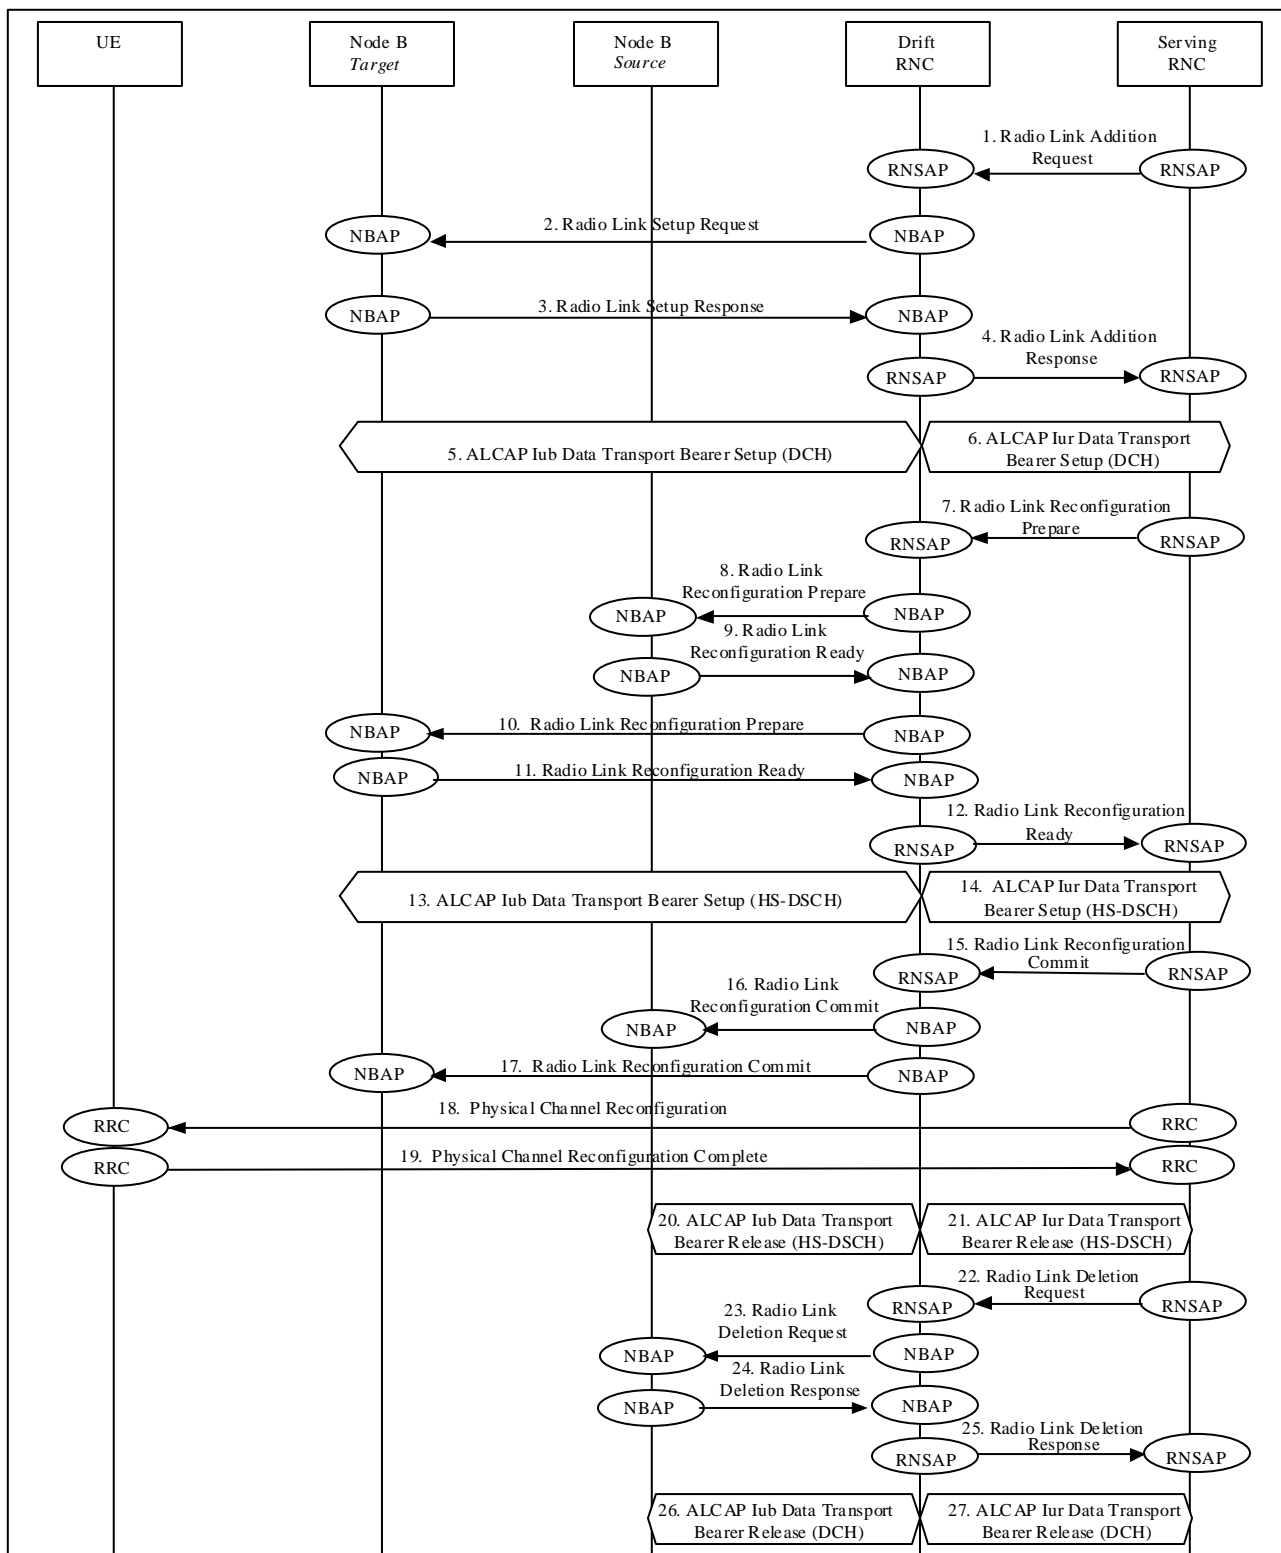 UE
Node B
Target
Node B
Source
Drift
RNC
Serving
RNC
1. Radio Link Addition
Request
RNSAP
RNSAP
2. Radio Link Setup Request
NBAP
NBAP
3. Radio Link Setup Response
NBAP
NBAP
4. Radio Link Addition
Response
RNSAP
RNSAP
5. ALCAP Iub Data Transport Bearer Setup (DCH)
6. ALCAP Iur Data Transport
Bearer Setup (DCH)
7. Radio Link Reconfiguration
Prepare
RNSAP
RNSAP
8. Radio Link
Reconfiguration Prepare
NBAP
NBAP
9. Radio Link
Reconfiguration Ready
NBAP
NBAP
10. Radio Link Reconfiguration Prepare
NBAP
NBAP
11. Radio Link Reconfiguration Ready
NBAP
NBAP
12. Radio Link Reconfiguration
Ready
RNSAP
RNSAP
13. ALCAP Iub Data Transport Bearer Setup (HS-DSCH)
14. ALCAP Iur Data Transport
Bearer Setup (HS-DSCH)
15. Radio Link Reconfiguration
Commit
RNSAP
RNSAP
16. Radio Link
Reconfiguration Commit
NBAP
NBAP
17. Radio Link Reconfiguration Commit
NBAP
NBAP
18. Physical Channel Reconfiguration
RRC
RRC
19. Physical Channel Reconfiguration Complete
RRC
RRC
20. ALCAP Iub Data Transport
Bearer Release (HS-DSCH)
21. ALCAP Iur Data Transport
Bearer Release (HS-DSCH)
22. Radio Link Deletion
Request
RNSAP
RNSAP
23. Radio Link
Deletion Request
NBAP
NBAP
24. Radio Link
Deletion Response
NBAP
NBAP
25. Radio Link Deletion
Response
RNSAP
RNSAP
26. ALCAP Iub Data Transport
Bearer Release (DCH)
27. ALCAP Iur Data Transport
Bearer Release (DCH)